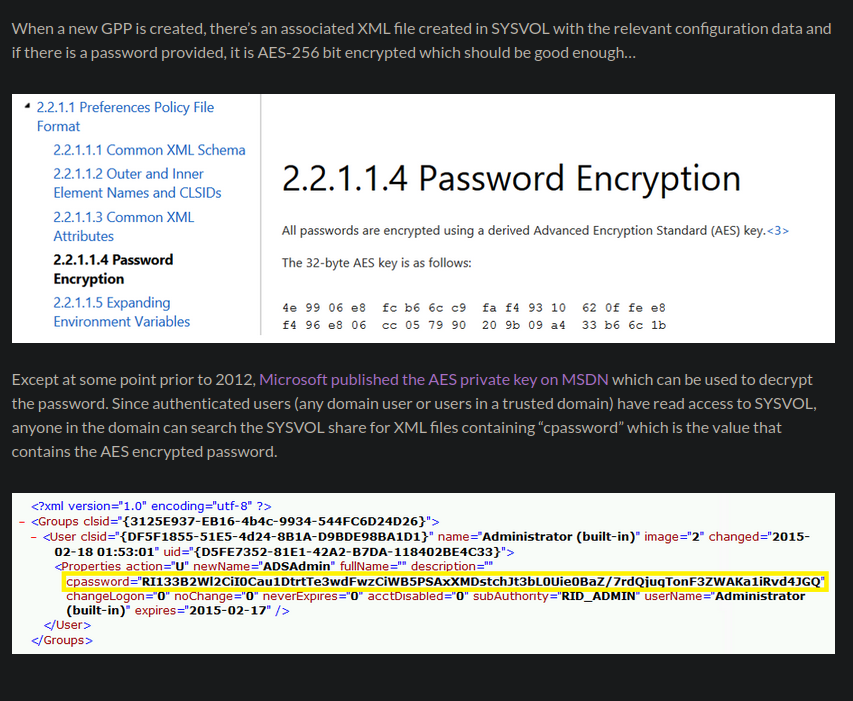 When a new GPP is created, there's an associated XML file created in SYSVOL with the relevant configuration data and
if there is a password provided, it is AES-256 bit encrypted which should be good enough…
2.2.1.1 Preferences Policy File
Format
2.2.1.1.1 Common XML Schema
2.2.1.1.2 Outer and Inner
Element Names and CLSIDs
2.2.1.1.3 Common XML
Attributes
2.2.1.1.4 Password
Encryption
2.2.1.1.5 Expanding
Environment Variables
2.2.1.1.4 Password Encryption
All passwords are encrypted using a derived Advanced Encryption Standard (AES) key.<3>
The 32-byte AES key is as follows:
4e 99 06 e8 fc b6 6c c9 fa f4 93 10 62 0f fe e8
f4 96 e8 06 cc 05 79 90 20 9b 09 a4 33 b6 6c 1b
Except at some point prior to 2012, Microsoft published the AES private key on MSDN which can be used to decrypt
the password. Since authenticated users (any domain user or users in a trusted domain) have read access to SYSVOL,
anyone in the domain can search the SYSVOL share for XML files containing “cpassword” which is the value that
contains the AES encrypted password.
<?xml version="1.0" encoding="utf-8" ?>
- <Groups clsid="{3125E937-EB16-4b4c-9934-544FC6D24D26}">
- <User clsid="{DF5F1855-51E5-4d24-8B1A-D9BDE98BA1D1}" name="Administrator (built-in)" image="2" changed="2015-
02-18 01:53:01" uid="{D5FE7352-81E1-42A2-B7DA-118402BE4C33}">
<Properties action="U" newName="ADSAdmin" fullName="" description=""
cpassword="RI133B2Wl2CiI0Cau1DtrtTe3wdFwzCiWB5PSAxXMDstchJt3bL0Uie0BaZ/7rdQjugTonF3ZWAKa1iRvd4JGQ"
changeLogon="0" noChange="0" neverExpires="0" acctDisabled="0" subAuthority="RID_ADMIN" userName="Administrator
(built-in)" expires="2015-02-17" />
</User>
</Groups>